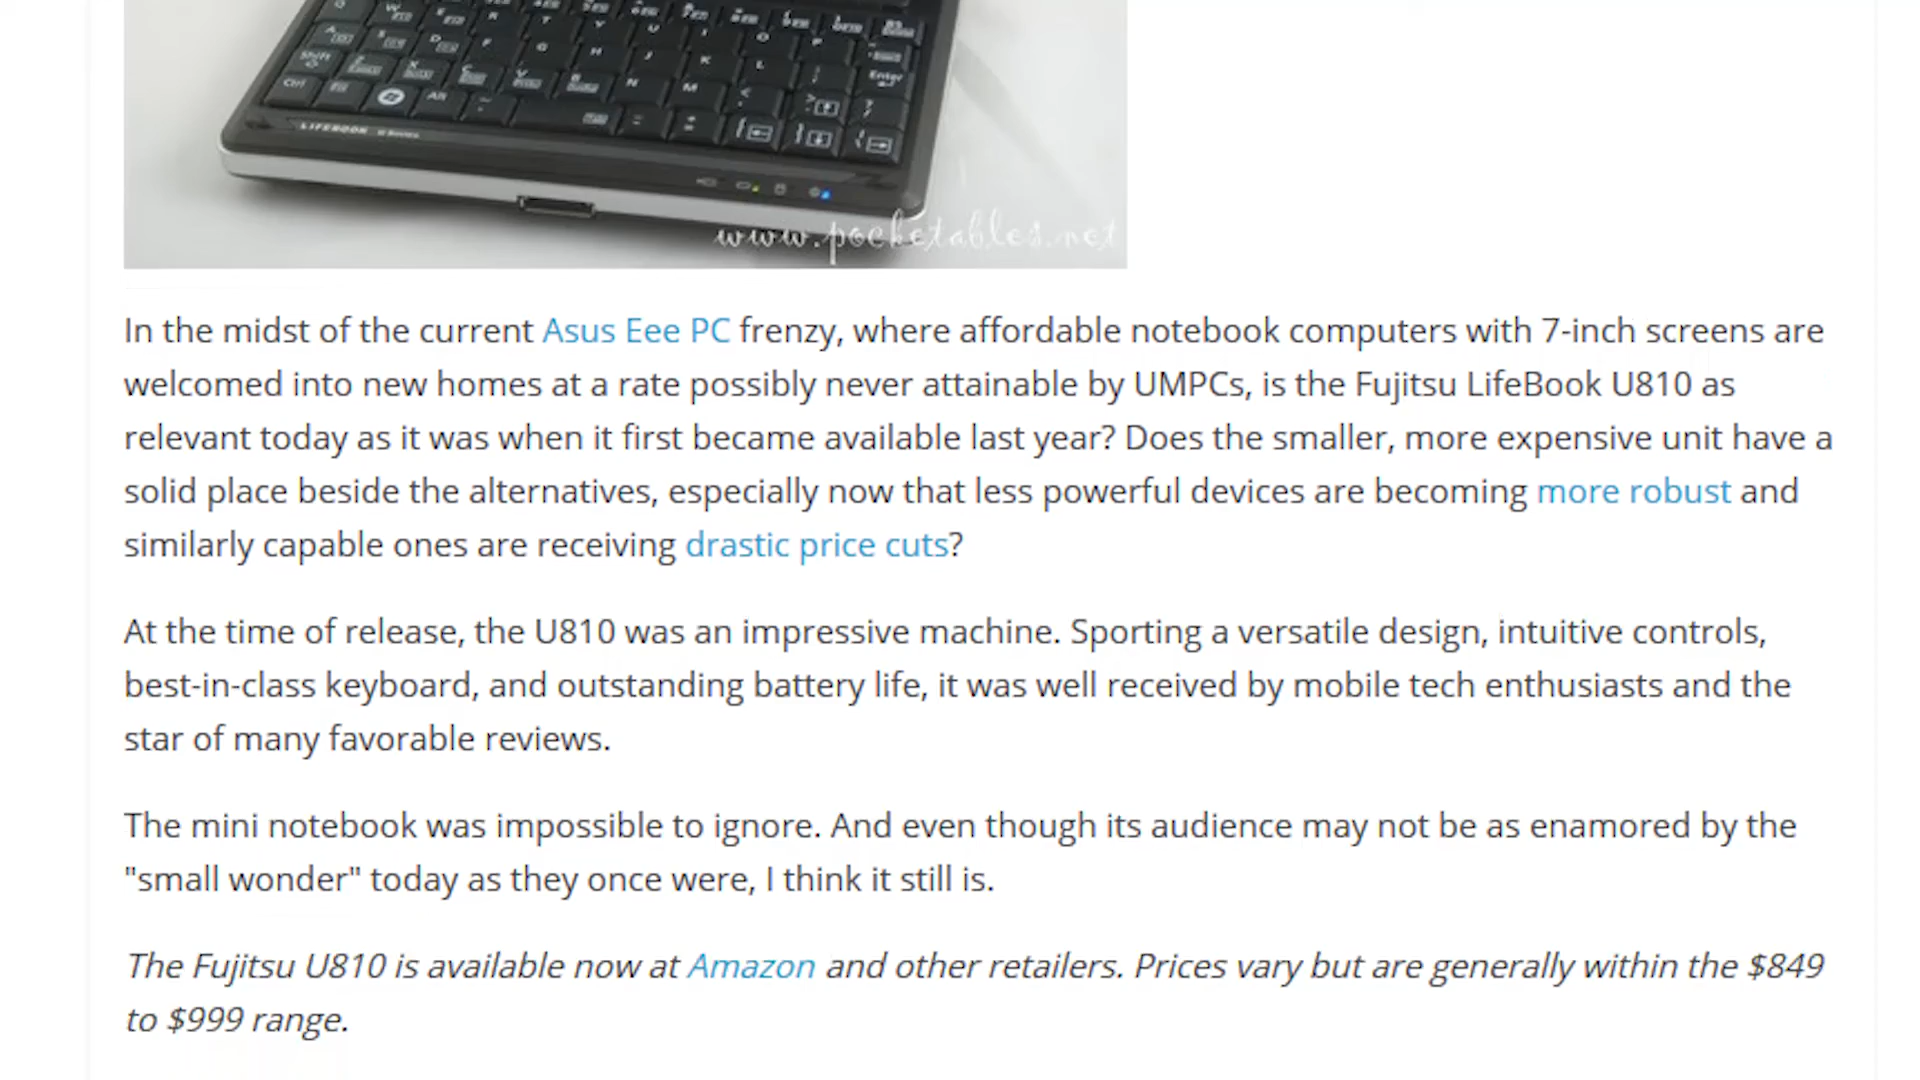 Shift
Enter
Ctrl
Alt
LIFEBOOK
www.pocketables.net
In the midst of the current Asus Eee PC frenzy, where affordable notebook computers with 7-inch screens are
welcomed into new homes at a rate possibly never attainable by UMPCs, is the Fujitsu LifeBook U810 as
relevant today as it was when it first became available last year? Does the smaller, more expensive unit have a
solid place beside the alternatives, especially now that less powerful devices are becoming more robust and
similarly capable ones are receiving drastic price cuts?
At the time of release, the U810 was an impressive machine. Sporting a versatile design, intuitive controls,
best-in-class keyboard, and outstanding battery life, it was well received by mobile tech enthusiasts and the
star of many favorable reviews.
The mini notebook was impossible to ignore. And even though its audience may not be as enamored by the
"small wonder" today as they once were, I think it still is.
The Fujitsu U810 is available now at Amazon and other retailers. Prices vary but are generally within the $849
to $999 range.